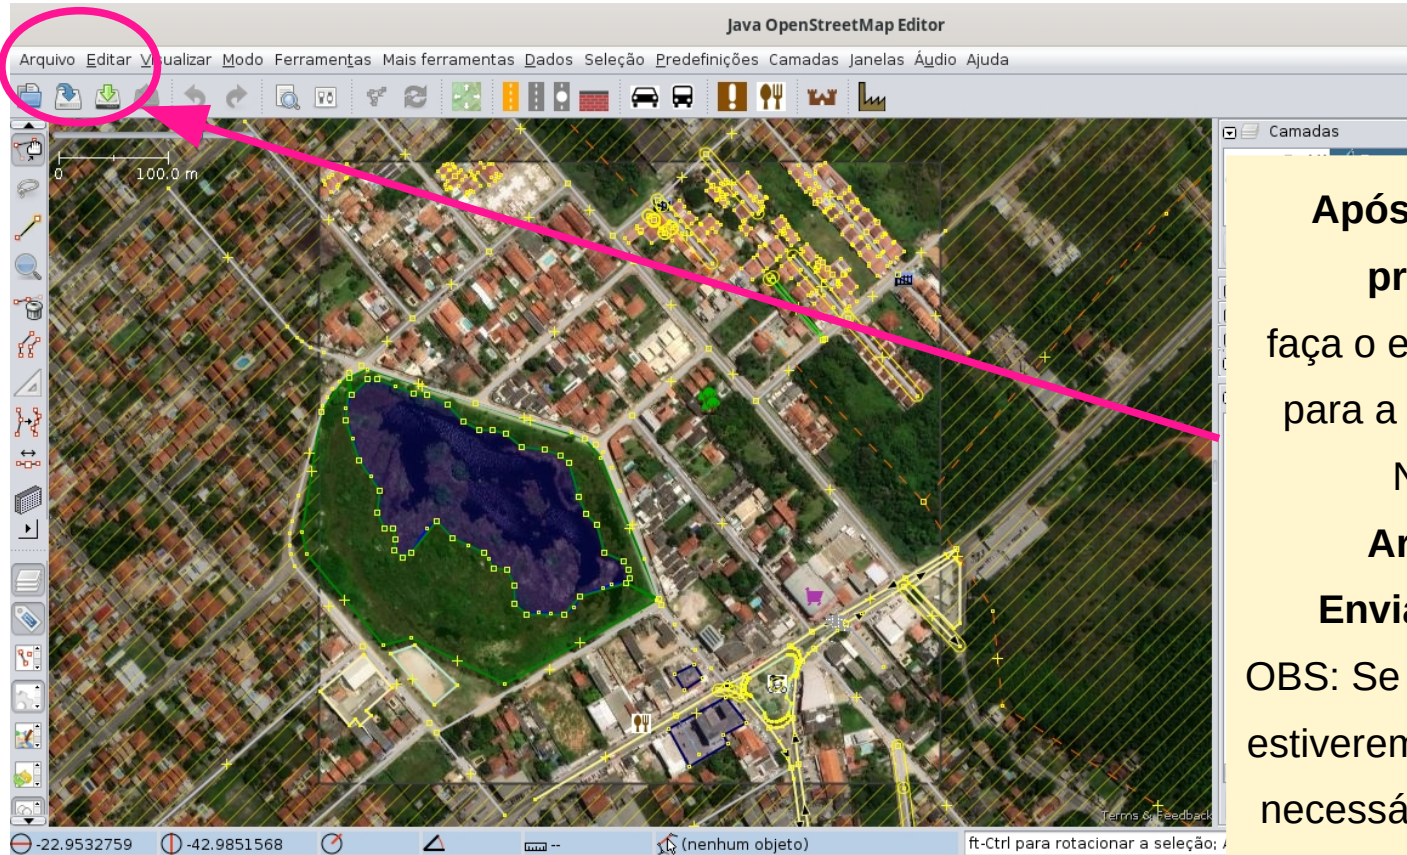 Java OpenStreetMap Editor
Arquivo Editar Visualizar Modo Ferramentas Mais ferramentas Dados Seleção Predefinições Camadas Janelas Áudio Ajuda
Camadas
0 100.0 m
Após
pr
faça o e
para a
N
Ar
Envia
OBS: Se
estiverem
necessá
Terms & Feedback
-22.9532759 -42.9851568 -- (nenhum objeto) ft-Ctrl para rotacionar a seleção;